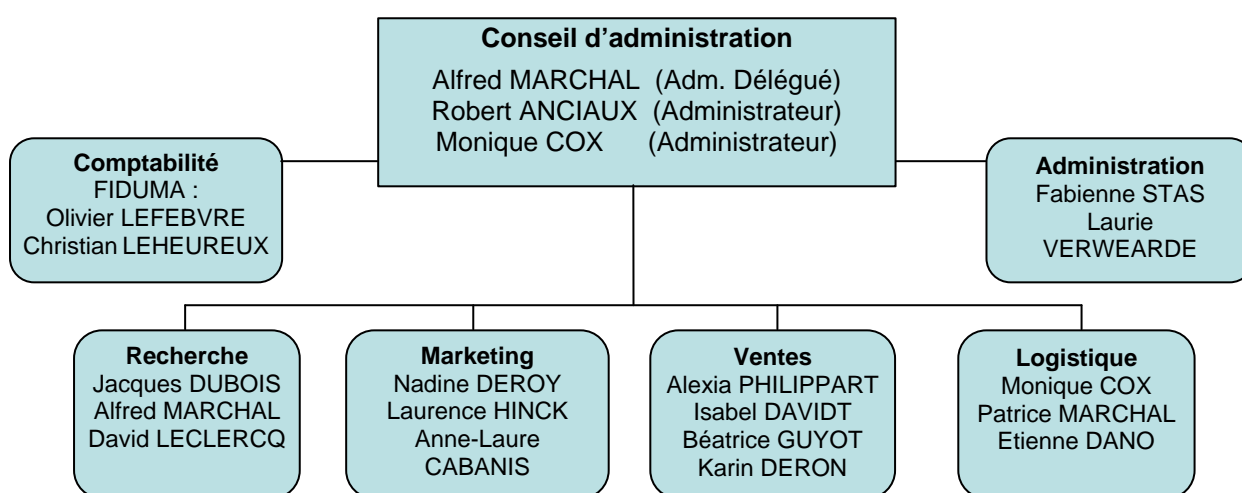 Conseil d’administration
Alfred MARCHAL (Adm. Délégué)
Robert ANCIAUX (Administrateur)
Monique COX (Administrateur)
Comptabilité
FIDUMA :
Olivier LEFEBVRE
Christian LEHEUREUX
Administration
Fabienne STAS
Laurie
VERWEARDE
Recherche
Jacques DUBOIS
Alfred MARCHAL
David LECLERCQ
Marketing
Nadine DEROY
Laurence HINCK
Anne-Laure
CABANIS
Ventes
Alexia PHILIPPART
Isabel DAVIDT
Béatrice GUYOT
Karin DERON
Logistique
Monique COX
Patrice MARCHAL
Etienne DANO